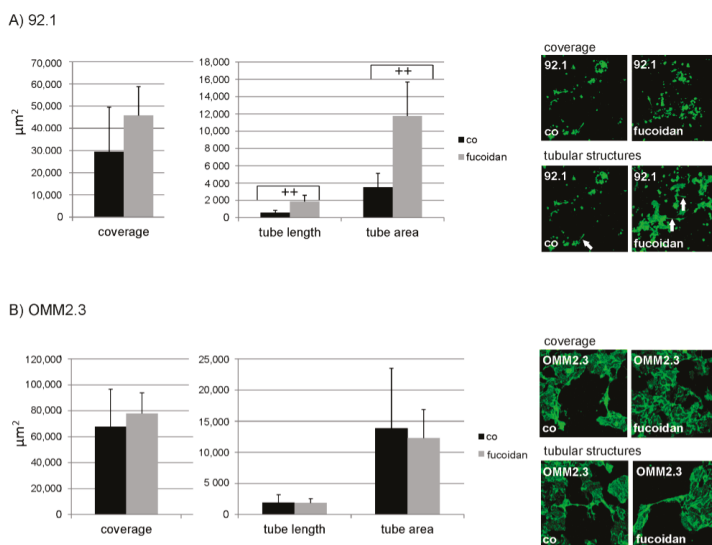 A) 92.1
μm²
70,000
60,000
50,000
40,000
30,000
20,000
10,000
0
coverage
18,000
16,000
14,000
12,000
10,000
8 000
6 000
4 000
2 000
0
++
++
tube length
tube area
co
fucoidan
coverage
92.1
co
92.1
fucoidan
tubular structures
92.1
co
92.1
fucoidan
B) OMM2.3
μm²
120,000
100,000
80,000
60,000
40,000
20,000
0
coverage
25,000
20,000
15,000
10,000
5 000
0
tube length
tube area
co
fucoidan
coverage
OMM2.3
co
OMM2.3
fucoidan
tubular structures
OMM2.3
co
OMM2.3
fucoidan